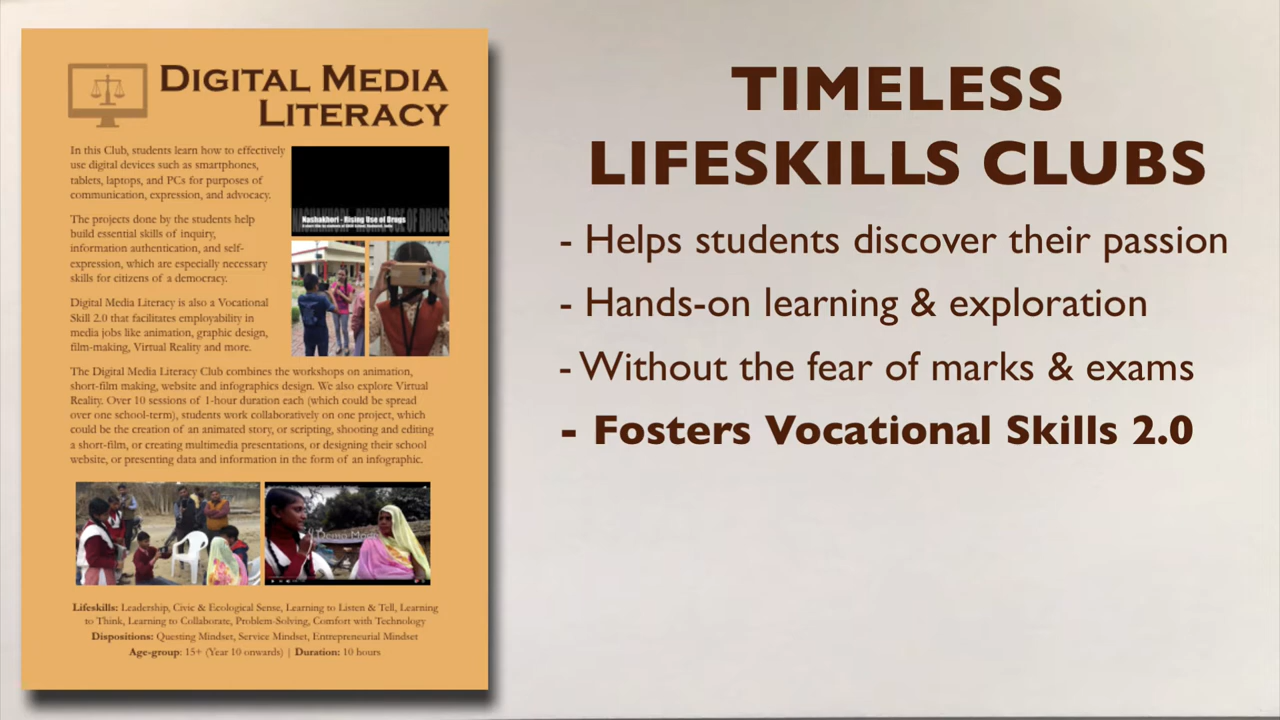 DIGITAL MEDIA
LITERACY
In this Club, students learn how to effectively
use digital devices such as smartphones,
tablets, laptops, and PCs for purposes of
communication, expression, and advocacy.
The projects done by the students help
build essential skills of inquiry,
information authentication, and self-
expression, which are especially necessary
skills for citizens of a democracy.
Digital Media Literacy is also a Vocational
Skill 2.0 that facilitates employability in
media jobs like animation, graphic design,
film-making, Virtual Reality and more.
Nashakhori - Rising Use of Drugs
The Digital Media Literacy Club combines the workshops on animation,
short-film making, website and infographics design. We also explore Virtual
Reality. Over 10 sessions of 1-hour duration each (which could be spread
over one school-term), students work collaboratively on one project, which
could be the creation of an animated story, or scripting, shooting and editing
a short-film, or creating multimedia presentations, or designing their school
website, or presenting data and information in the form of an infographic.
Lifeskills: Leadership, Civic & Ecological Sense, Learning to Listen & Tell, Learning
to Think, Learning to Collaborate, Problem-Solving, Comfort with Technology
Dispositions: Questing Mindset, Service Mindset, Entrepreneurial Mindset
Age-group: 15+ (Year 10 onwards) | Duration: 10 hours
TIMELESS
LIFESKILLS CLUBS
- Helps students discover their passion
- Hands-on learning & exploration
- Without the fear of marks & exams
- Fosters Vocational Skills 2.0